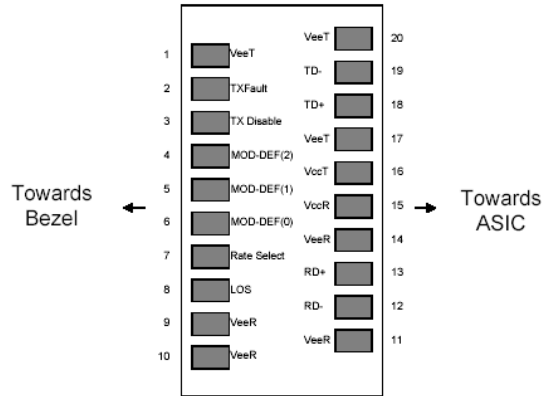 1 VeeT
2 TXFault
3 TX Disable
4 MOD-DEF(2)
5 MOD-DEF(1)
6 MOD-DEF(0)
7 Rate Select
8 LOS
9 VeeR
10 VeeR
VeeT 20
TD- 19
TD+ 18
VeeT 17
VccT 16
VccR 15
VeeR 14
RD+ 13
RD- 12
VeeR 11
Towards
Bezel
Towards
ASIC